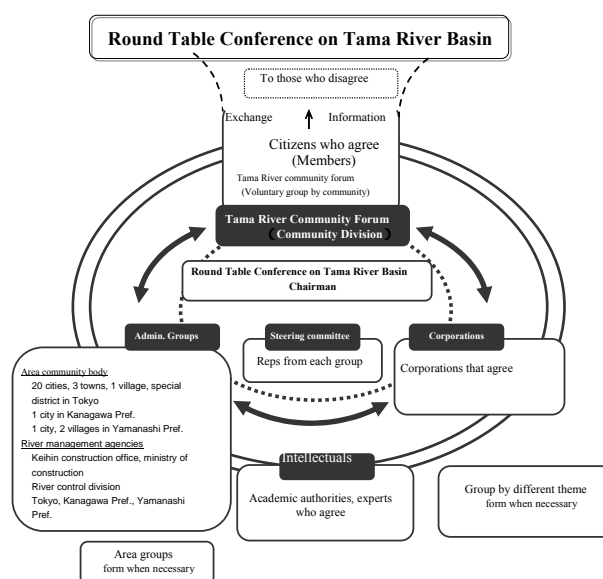 Round Table Conference on Tama River Basin
To those who disagree
Exchange Information
Citizens who agree
(Members)
Tama River community forum
(Voluntary group by community)
Tama River Community Forum
(Community Division)
Round Table Conference on Tama River Basin
Chairman
Admin. Groups
Steering committee
Corporations
Reps from each group
Corporations that agree
Area community body
20 cities, 3 towns, 1 village, special
district in Tokyo
1 city in Kanagawa Pref.
1 city, 2 villages in Yamanashi Pref.
River management agencies
Keihin construction office, ministry of
construction
River control division
Tokyo, Kanagawa Pref., Yamanashi
Pref.
Intellectuals
Academic authorities, experts
who agree
Group by different theme
form when necessary
Area groups
form when necessary